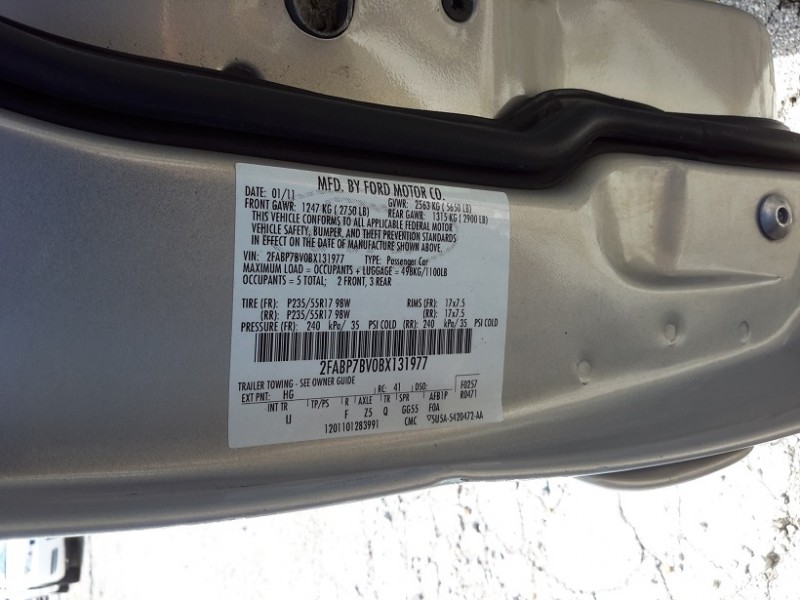 MFD. BY FORD MOTOR CO.
DATE: 01/11 GVWR: 2563 KG ( 5650 LB)
FRONT GAWR: 1247 KG ( 2750 LB) REAR GAWR: 1315 KG ( 2900 LB)
THIS VEHICLE CONFORMS TO ALL APPLICABLE FEDERAL MOTOR
VEHICLE SAFETY, BUMPER, AND THEFT PREVENTION STANDARDS
IN EFFECT ON THE DATE OF MANUFACTURE SHOWN ABOVE.
VIN: 2FABP7BV0BX131977 TYPE: Passenger Car
MAXIMUM LOAD = OCCUPANTS + LUGGAGE = 498KG/1100LB
OCCUPANTS = 5 TOTAL; 2 FRONT, 3 REAR
TIRE (FR): P235/55R17 98W RIMS (FR): 17x7.5
(RR): P235/55R17 98W (RR): 17x7.5
PRESSURE (FR): 240 kPa/ 35 PSI COLD (RR): 240 kPa/ 35 PSI COLD
2FABP7BV0BX131977
TRAILER TOWING - SEE OWNER GUIDE F0257
EXT PNT: HG RC: 41 DSO: R0471
INT TR TP/PS R AXLE TR SPR AFB1P
IJ F Z5 Q GG55 FOA
1201101283991 CMC ▽5U5A-5420472-AA